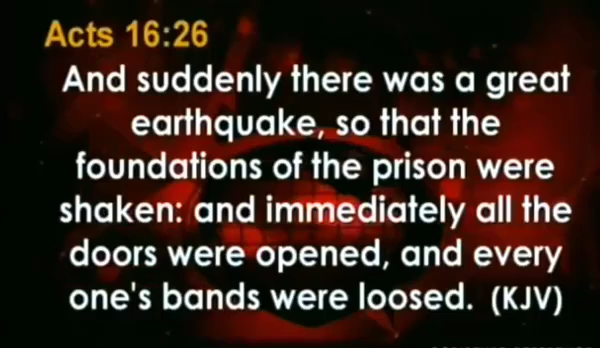 Acts 16:26
And suddenly there was a great
earthquake, so that the
foundations of the prison were
shaken: and immediately all the
doors were opened, and every
one's bands were loosed. (KJV)